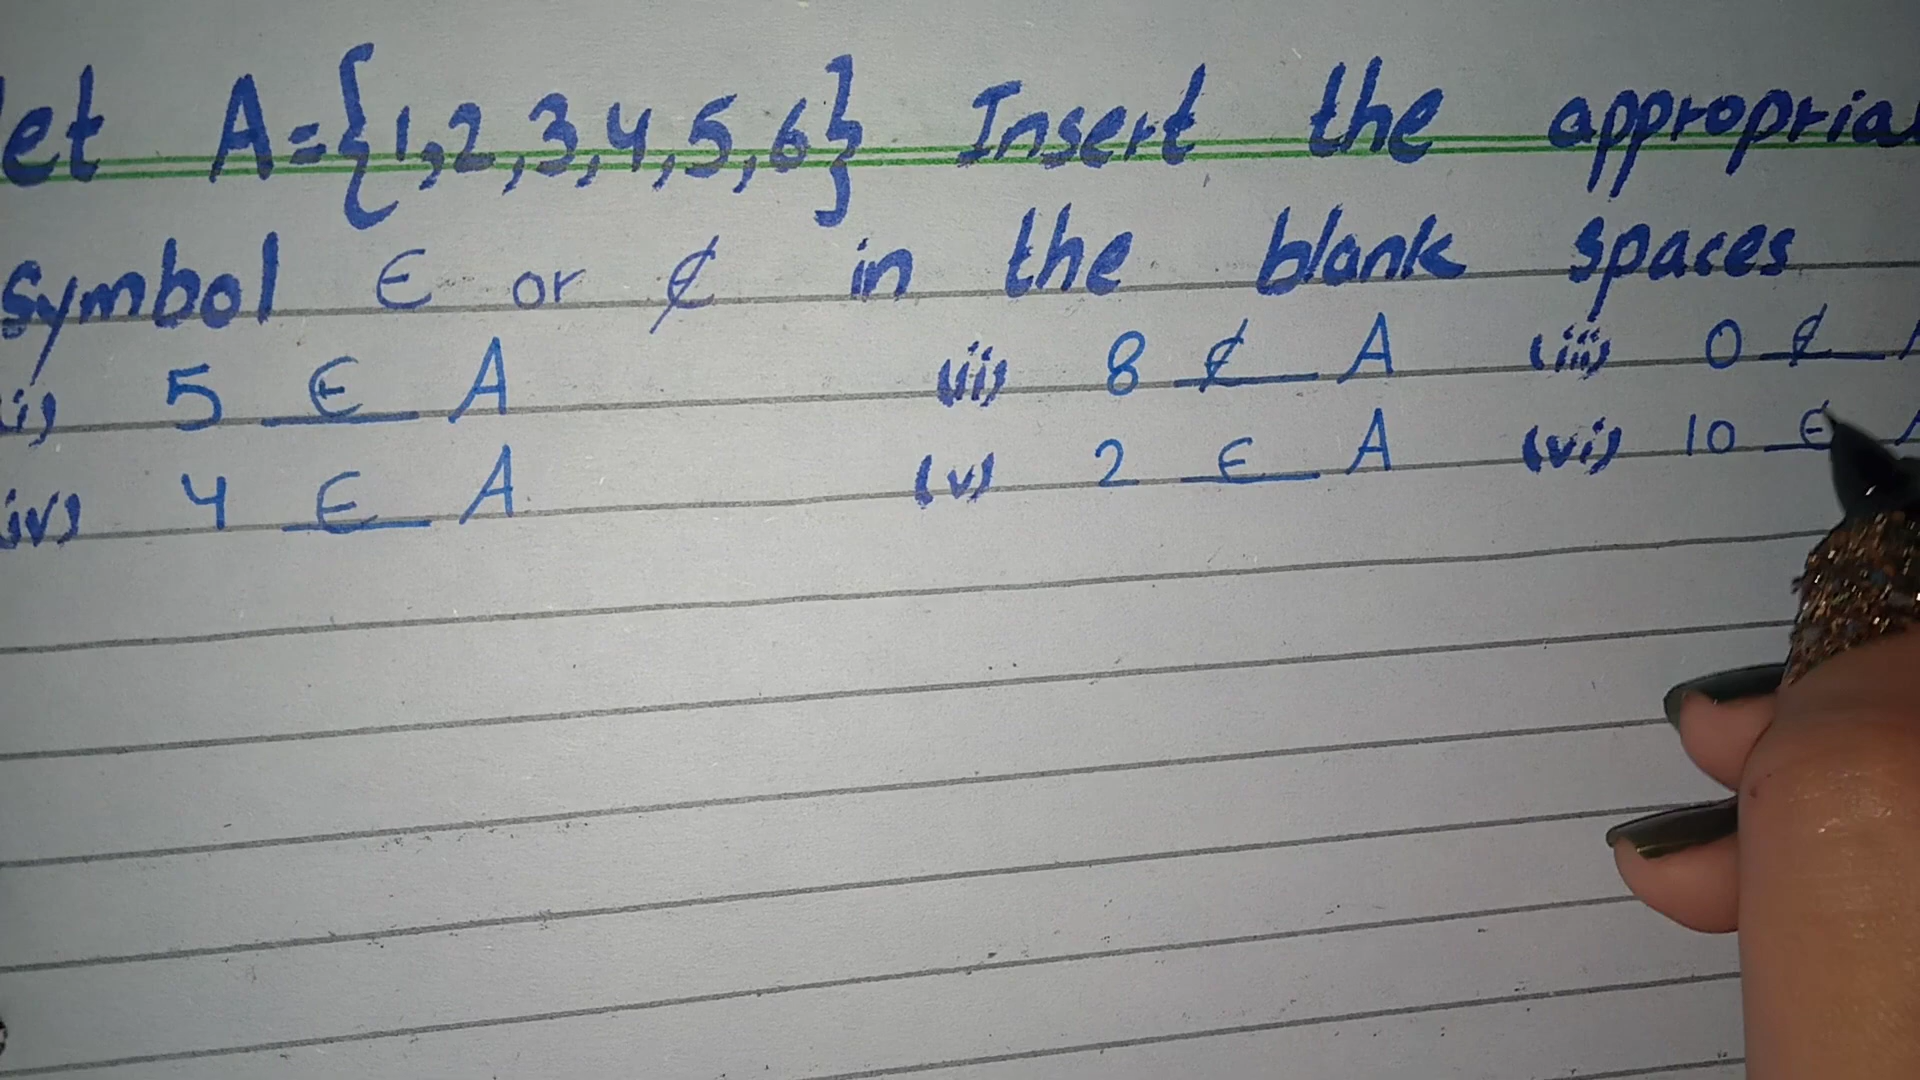 let A={1,2,3,4,5,6} Insert the appropria
symbol ∈ or ∉ in the blank spaces
(i) 5 ∈ A (ii) 8 ∉ A (iii) 0 ∉ A
(iv) 4 ∈ A (v) 2 ∈ A (vi) 10 ∈ A